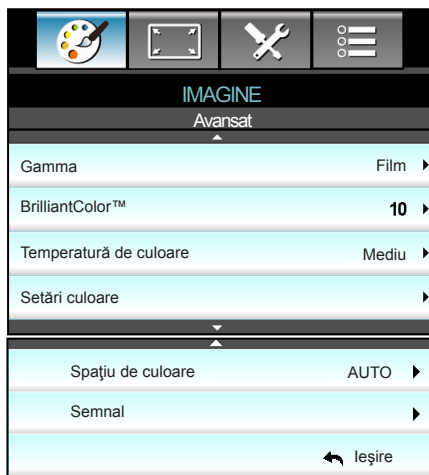 IMAGINE
Avansat
Gamma Film
BrilliantColor™ 10
Temperatură de culoare Mediu
Setări culoare
Spaţiu de culoare AUTO
Semnal
Ieşire